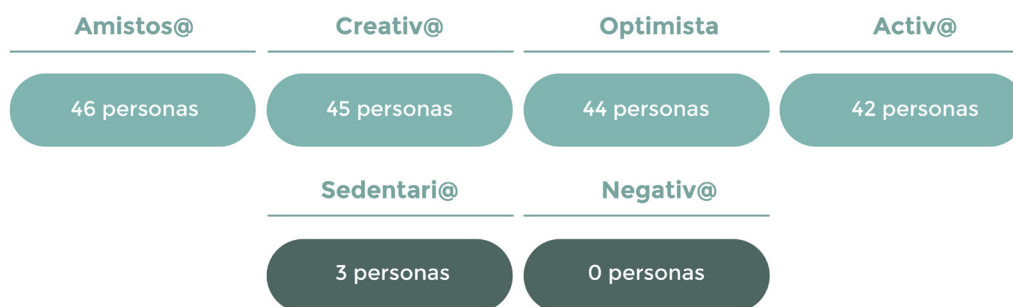 Amistos@ Creativ@ Optimista Activ@
46 personas 45 personas 44 personas 42 personas
Sedentari@ Negativ@
3 personas 0 personas